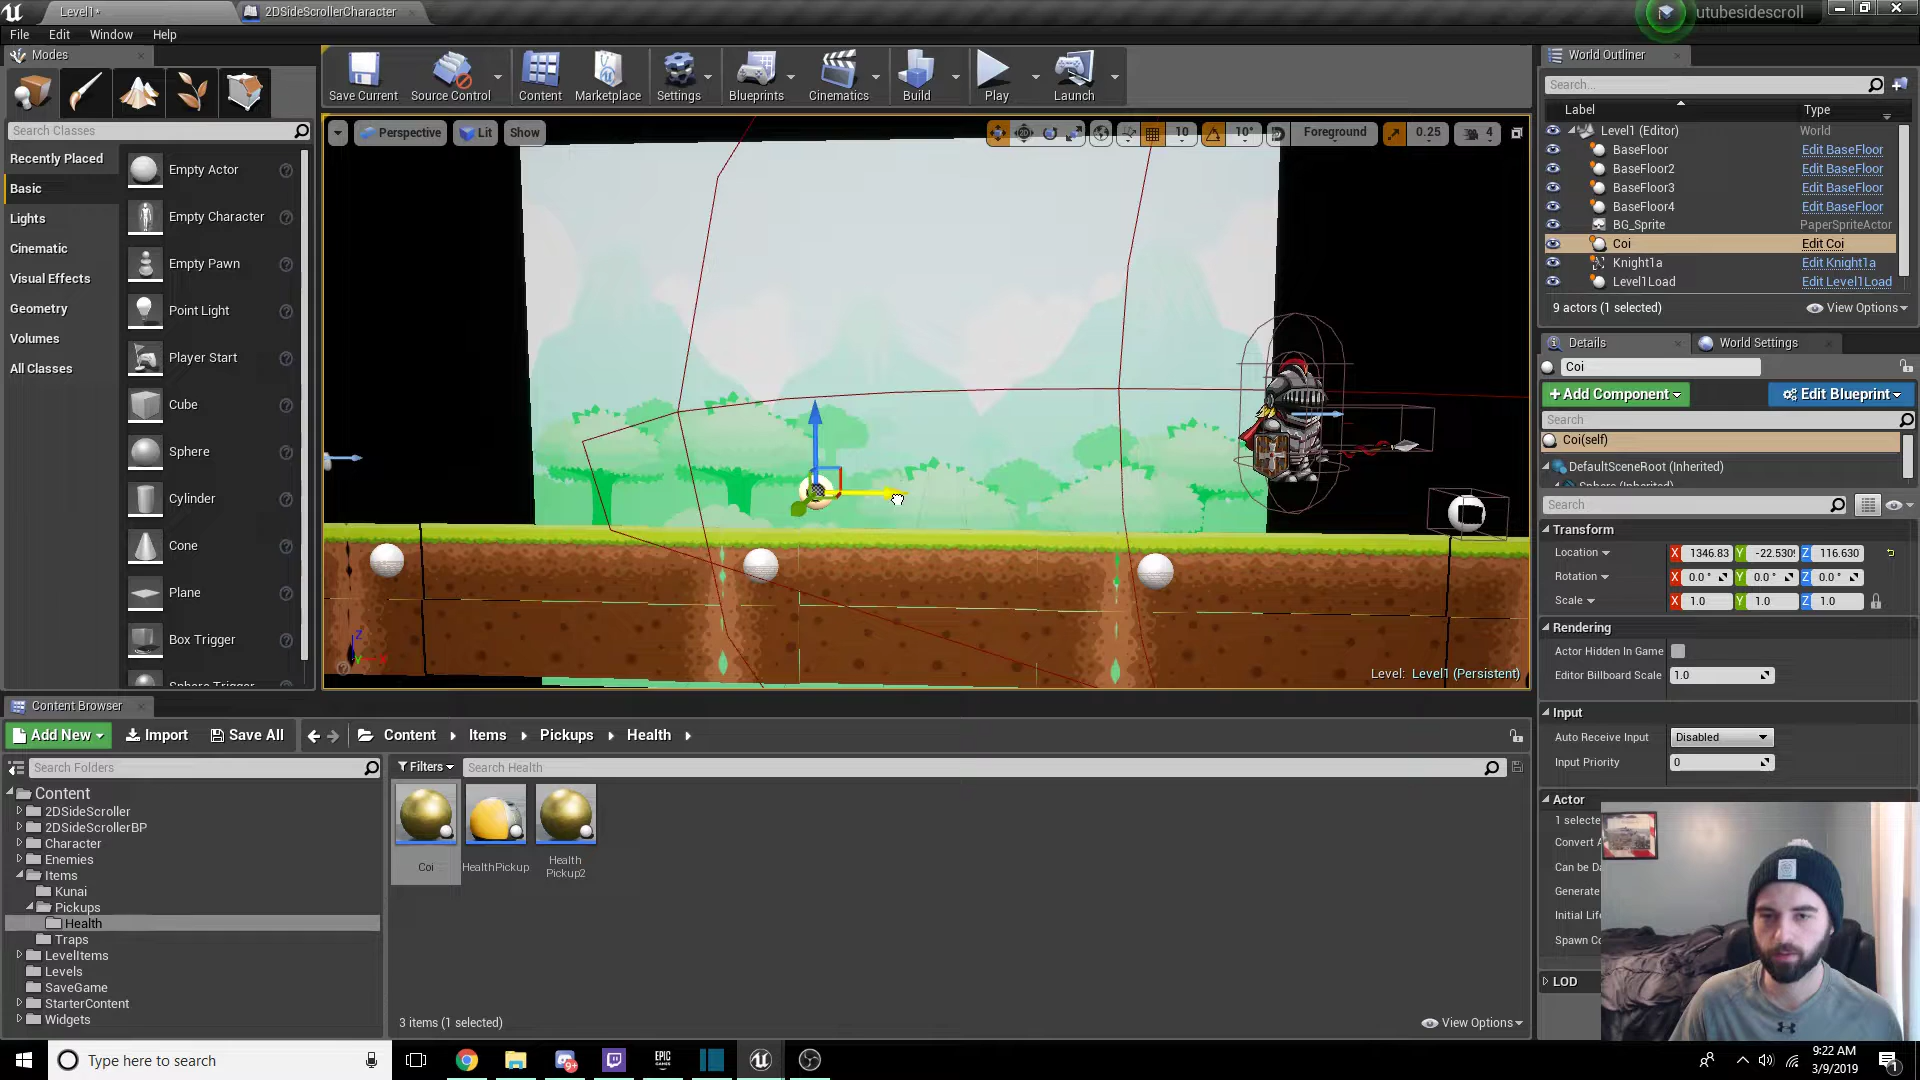 Level1*
2DSideScrollerCharacter
utubesidescroll
File Edit Window Help
Modes
Search Classes
Recently Placed
Basic
Lights
Cinematic
Visual Effects
Geometry
Volumes
All Classes
Empty Actor
Empty Character
Empty Pawn
Point Light
Player Start
Cube
Sphere
Cylinder
Cone
Plane
Box Trigger
Save Current
Source Control
Content
Marketplace
Settings
Blueprints
Cinematics
Build
Play
Launch
Perspective
Lit
Show
10
10°
Foreground
0.25
4
Z
X
Y
Level: Level1 (Persistent)
World Outliner
Search...
Label Type
Level1 (Editor) World
BaseFloor Edit BaseFloor
BaseFloor2 Edit BaseFloor
BaseFloor3 Edit BaseFloor
BaseFloor4 Edit BaseFloor
BG_Sprite PaperSpriteActor
Coi Edit Coi
Knight1a Edit Knight1a
Level1Load Edit Level1Load
9 actors (1 selected)
View Options
Details
World Settings
Coi
+Add Component
Edit Blueprint
Search
Coi(self)
DefaultSceneRoot (Inherited)
Search
Transform
Location X 1346.83 Y -22.530 Z 116.630
Rotation X 0.0 ° Y 0.0 ° Z 0.0 °
Scale X 1.0 Y 1.0 Z 1.0
Rendering
Actor Hidden In Game
Editor Billboard Scale 1.0
Input
Auto Receive Input Disabled
Input Priority 0
Actor
1 selecte
Convert A
Can be Da
Generate
Initial Life
Spawn Co
LOD
Content Browser
Add New
Import
Save All
Content Items Pickups Health
Search Folders
Filters
Search Health
Content
2DSideScroller
2DSideScrollerBP
Character
Enemies
Items
Kunai
Pickups
Health
Traps
LevelItems
Levels
SaveGame
StarterContent
Widgets
Coi
HealthPickup
Health
Pickup2
3 items (1 selected)
View Options
Type here to search
9+
EPIC
GAMES
9:22 AM
3/9/2019
1